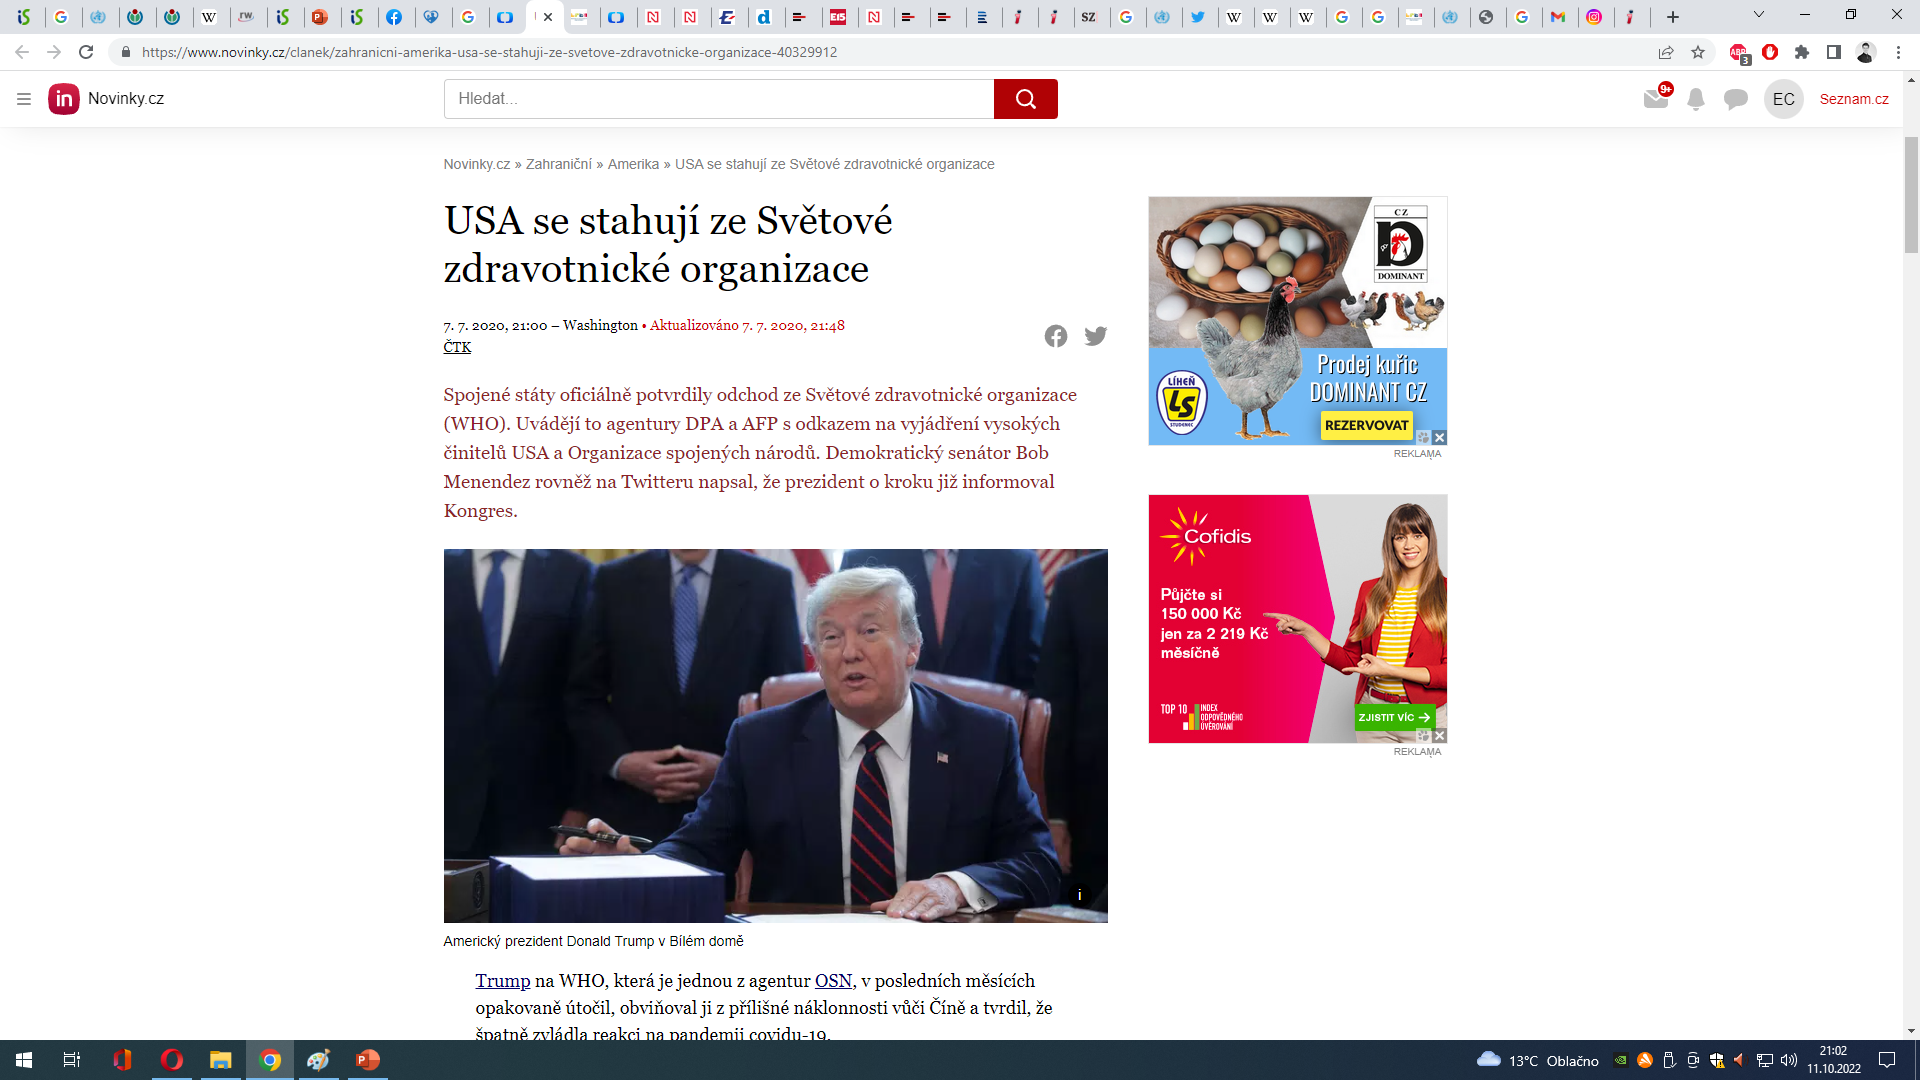 https://www.novinky.cz/clanek/zahranicni-amerika-usa-se-stahuji-ze-svetove-zdravotnicke-organizace-40329912
3
in Novinky.cz
Hledat...
9+
EC
Seznam.cz
Novinky.cz » Zahraniční » Amerika » USA se stahují ze Světové zdravotnické organizace
USA se stahují ze Světové
zdravotnické organizace
7. 7. 2020, 21:00 – Washington • Aktualizováno 7. 7. 2020, 21:48
ČTK
Spojené státy oficiálně potvrdily odchod ze Světové zdravotnické organizace
(WHO). Uvádějí to agentury DPA a AFP s odkazem na vyjádření vysokých
činitelů USA a Organizace spojených národů. Demokratický senátor Bob
Menendez rovněž na Twitteru napsal, že prezident o kroku již informoval
Kongres.
i
Americký prezident Donald Trump v Bílém domě
Trump na WHO, která je jednou z agentur OSN, v posledních měsících
opakovaně útočil, obviňoval ji z přílišné náklonnosti vůči Číně a tvrdil, že
špatně zvládla reakci na pandemii covidu-19.
CZ
DOMINANT
LÍHEŇ
LS
STUDENEC
Prodej kuřic
DOMINANT CZ
REZERVOVAT
REKLAMA
Cofidis
Půjčte si
150 000 Kč
jen za 2 219 Kč
měsíčně
TOP 10 INDEX
ODPOVĚDNÉHO
ÚVĚROVÁNÍ
ZJISTIT VÍC
REKLAMA
13°C Oblačno
21:02
11.10.2022